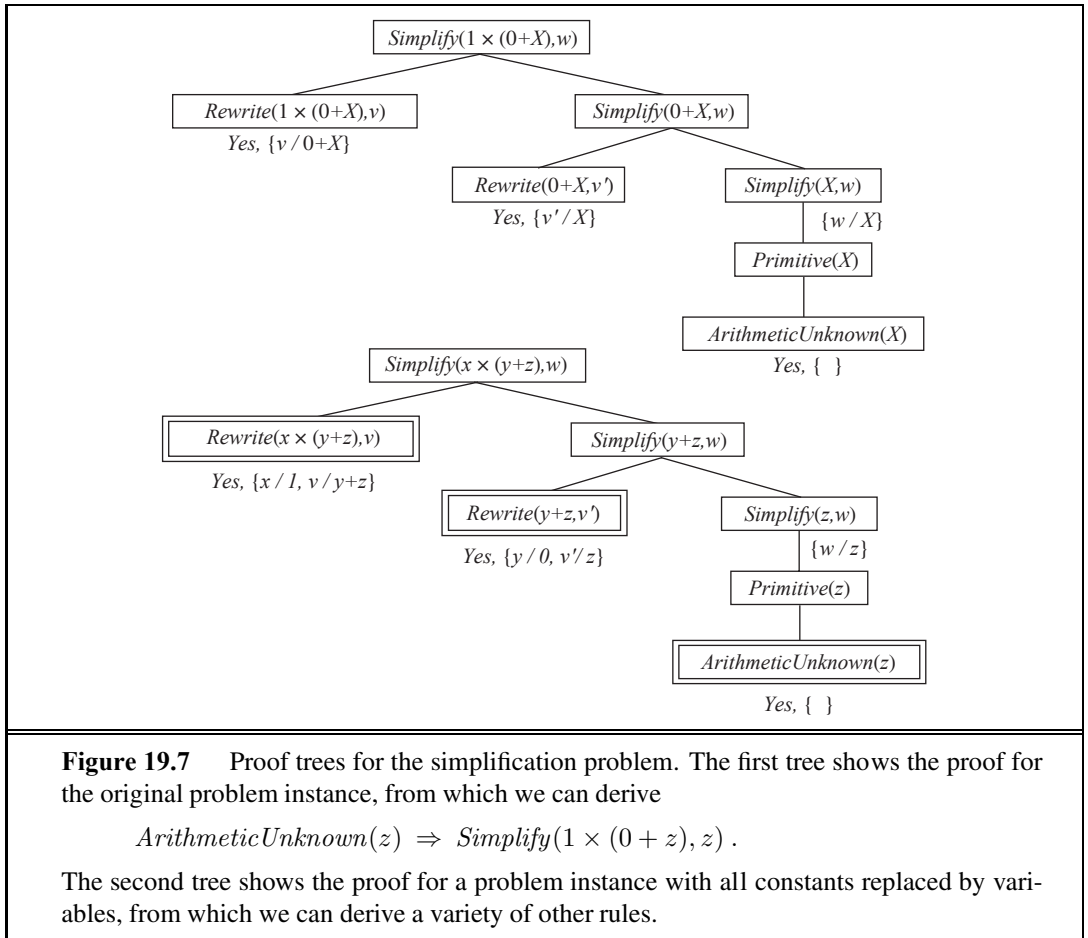 Simplify(1 × (0+X),w)
Rewrite(1 × (0+X),v)
Simplify(0+X,w)
Yes, {v / 0+X}
Rewrite(0+X,v')
Simplify(X,w)
Yes, {v' / X}
{w / X}
Primitive(X)
ArithmeticUnknown(X)
Yes, { }
Simplify(x × (y+z),w)
Rewrite(x × (y+z),v)
Simplify(y+z,w)
Yes, {x / 1, v / y+z}
Rewrite(y+z,v')
Simplify(z,w)
Yes, {y / 0, v'/ z}
{w / z}
Primitive(z)
ArithmeticUnknown(z)
Yes, { }
Figure 19.7 Proof trees for the simplification problem. The first tree shows the proof for
the original problem instance, from which we can derive
ArithmeticUnknown(z) ⇒ Simplify(1 × (0 + z), z) .
The second tree shows the proof for a problem instance with all constants replaced by vari-
ables, from which we can derive a variety of other rules.